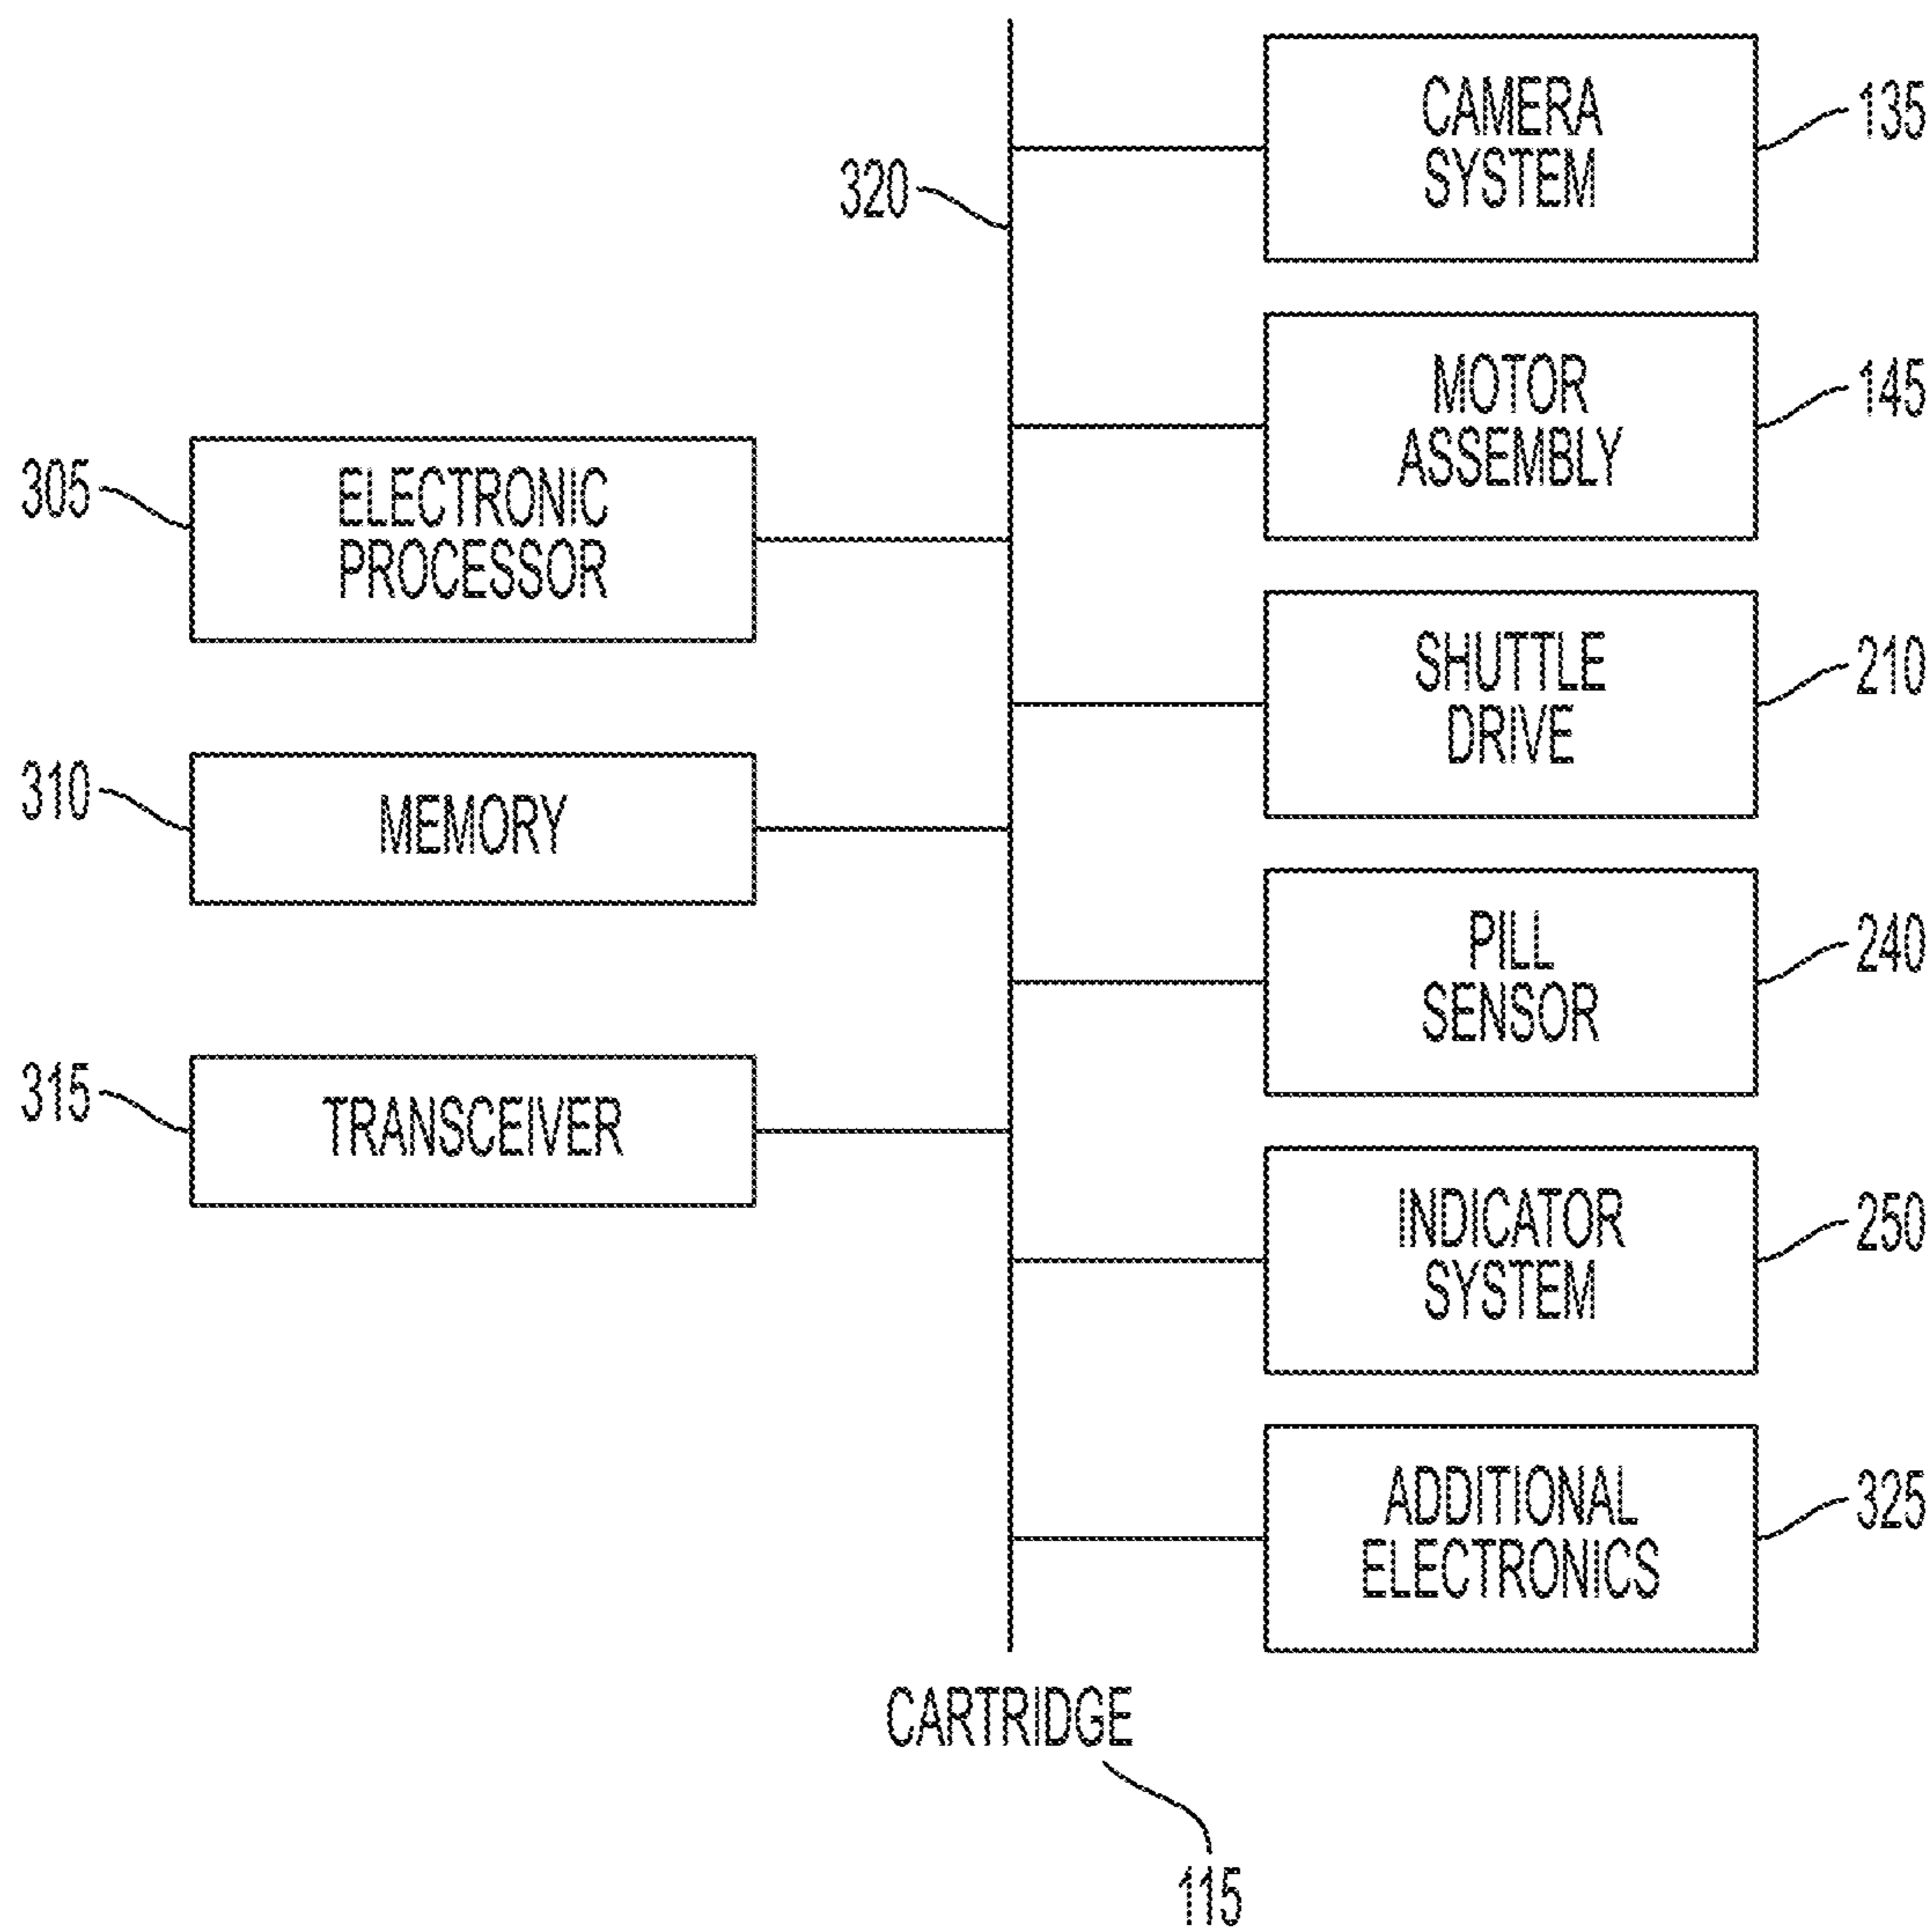 320
305
ELECTRONIC
PROCESSOR
310
MEMORY
315
TRANSCEIVER
CAMERA
SYSTEM
135
MOTOR
ASSEMBLY
145
SHUTTLE
DRIVE
210
PILL
SENSOR
240
INDICATOR
SYSTEM
250
ADDITIONAL
ELECTRONICS
325
CARTRIDGE
115